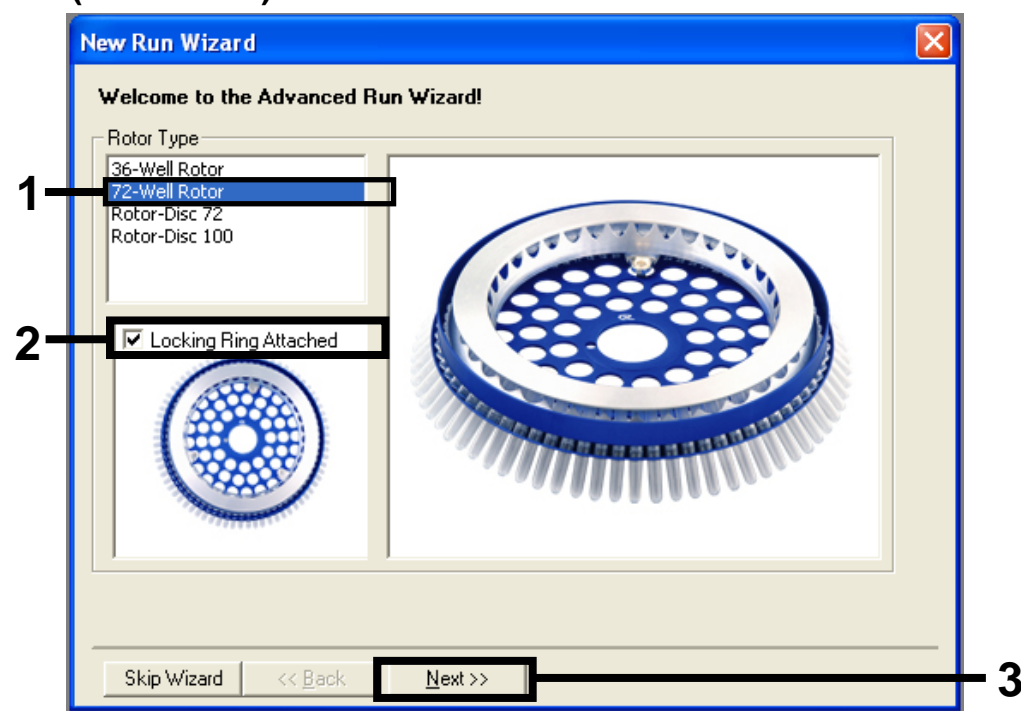 New Run Wizard
Welcome to the Advanced Run Wizard!
Rotor Type
36-Well Rotor
1
72-Well Rotor
Rotor-Disc 72
Rotor-Disc 100
2
Locking Ring Attached
Skip Wizard
<< Back
Next >>
3